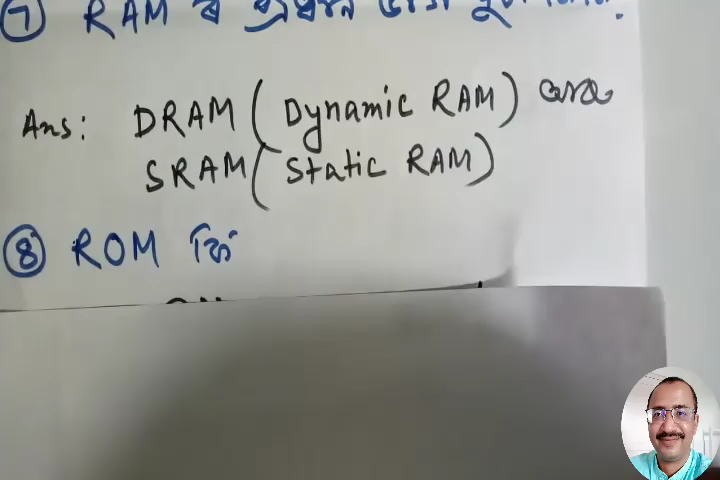 7 RAM ৰ
Ans: DRAM ( Dynamic RAM ) আৰু
SRAM ( Static RAM )
8 ROM কি